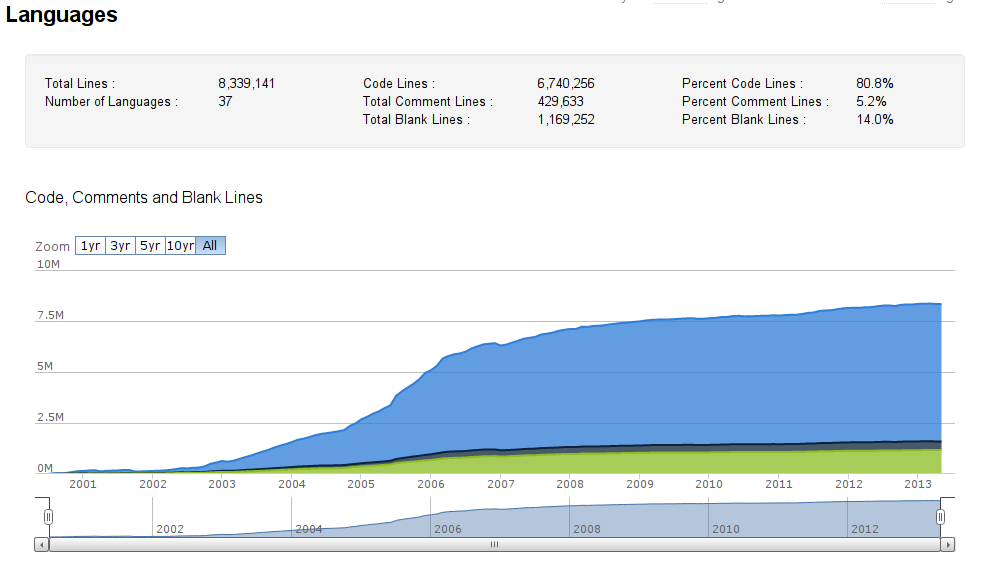 Languages
Total Lines : 8,339,141 Code Lines : 6,740,256 Percent Code Lines : 80.8%
Number of Languages : 37 Total Comment Lines : 429,633 Percent Comment Lines : 5.2%
Total Blank Lines : 1,169,252 Percent Blank Lines : 14.0%
Code, Comments and Blank Lines
Zoom 1yr 3yr 5yr 10yr All
10M
7.5M
5M
2.5M
0M
2001 2002 2003 2004 2005 2006 2007 2008 2009 2010 2011 2012 2013
2002 2004 2006 2008 2010 2012